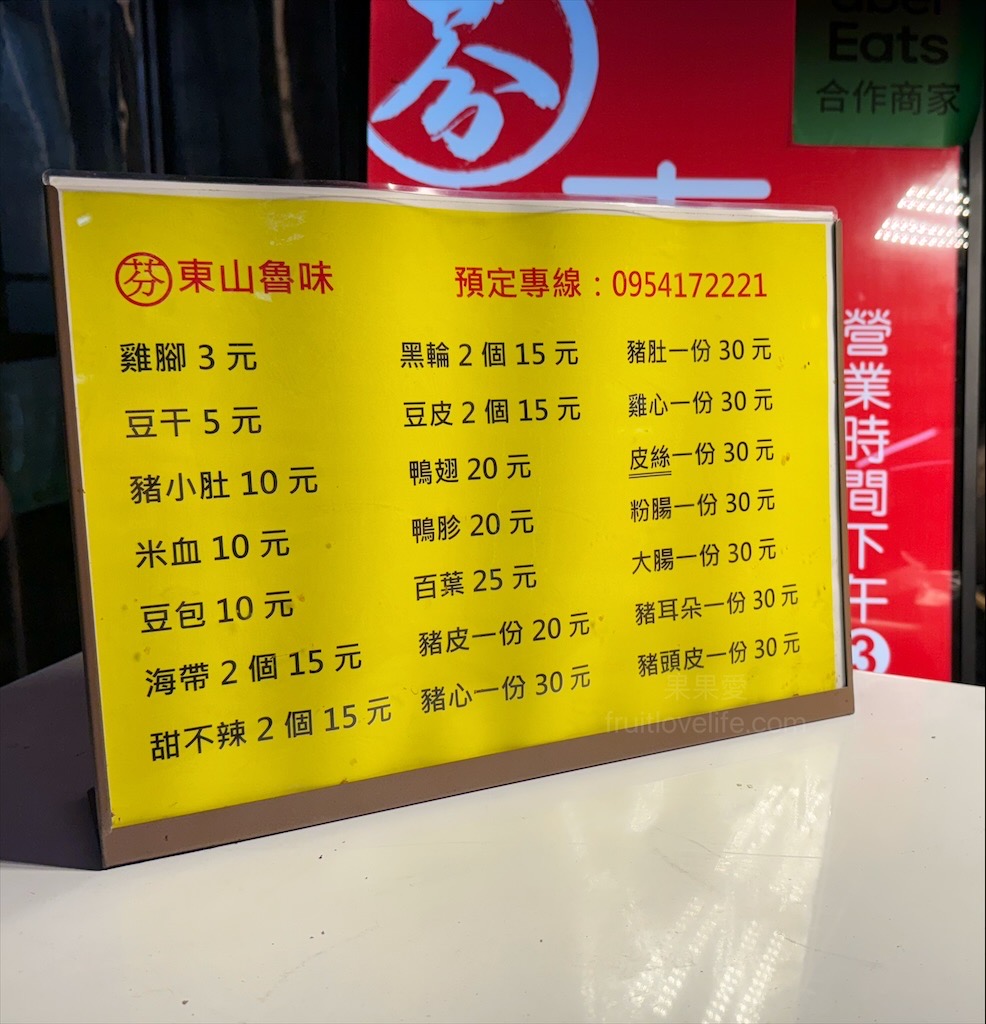 芬
uber
Eats
合作商家
芬東山魯味
預定專線：0954172221
雞腳 3 元
豆干 5 元
豬小肚 10 元
米血 10 元
豆包 10 元
海帶 2 個 15 元
甜不辣 2 個 15 元
黑輪 2 個 15 元
豆皮 2 個 15 元
鴨翅 20 元
鴨胗 20 元
百葉 25 元
豬皮一份 20 元
豬心一份 30 元
豬肚一份 30 元
雞心一份 30 元
皮絲一份 30 元
粉腸一份 30 元
大腸一份 30 元
豬耳朵一份 30 元
豬頭皮一份 30 元
營業時間下午3
果果愛
fruitlovelife.com